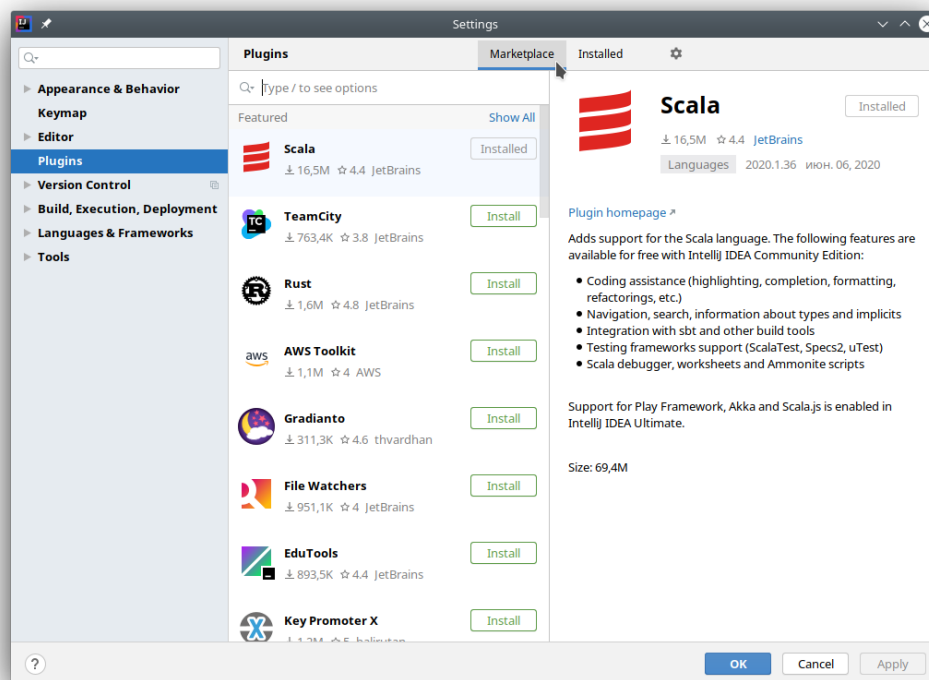 Settings
Plugins
Marketplace
Installed
Appearance & Behavior
Keymap
Editor
Plugins
Version Control
Build, Execution, Deployment
Languages & Frameworks
Tools
Type / to see options
Featured
Show All
Scala
Installed
16,5M 4.4 JetBrains
TC
TeamCity
Install
763,4K 3.8 JetBrains
R
Rust
Install
1,6M 4.8 JetBrains
aws
AWS Toolkit
Install
1,1M 4 AWS
Gradianto
Install
311,3K 4.6 thvardhan
File Watchers
Install
951,1K 4 JetBrains
EduTools
Install
893,5K 4.4 JetBrains
X
Key Promoter X
Install
Scala
Installed
16,5M 4.4 JetBrains
Languages 2020.1.36 июн. 06, 2020
Plugin homepage
Adds support for the Scala language. The following features are
available for free with IntelliJ IDEA Community Edition:
Coding assistance (highlighting, completion, formatting,
refactorings, etc.)
Navigation, search, information about types and implicits
Integration with sbt and other build tools
Testing frameworks support (ScalaTest, Specs2, uTest)
Scala debugger, worksheets and Ammonite scripts
Support for Play Framework, Akka and Scala.js is enabled in
IntelliJ IDEA Ultimate.
Size: 69,4M
?
OK
Cancel
Apply